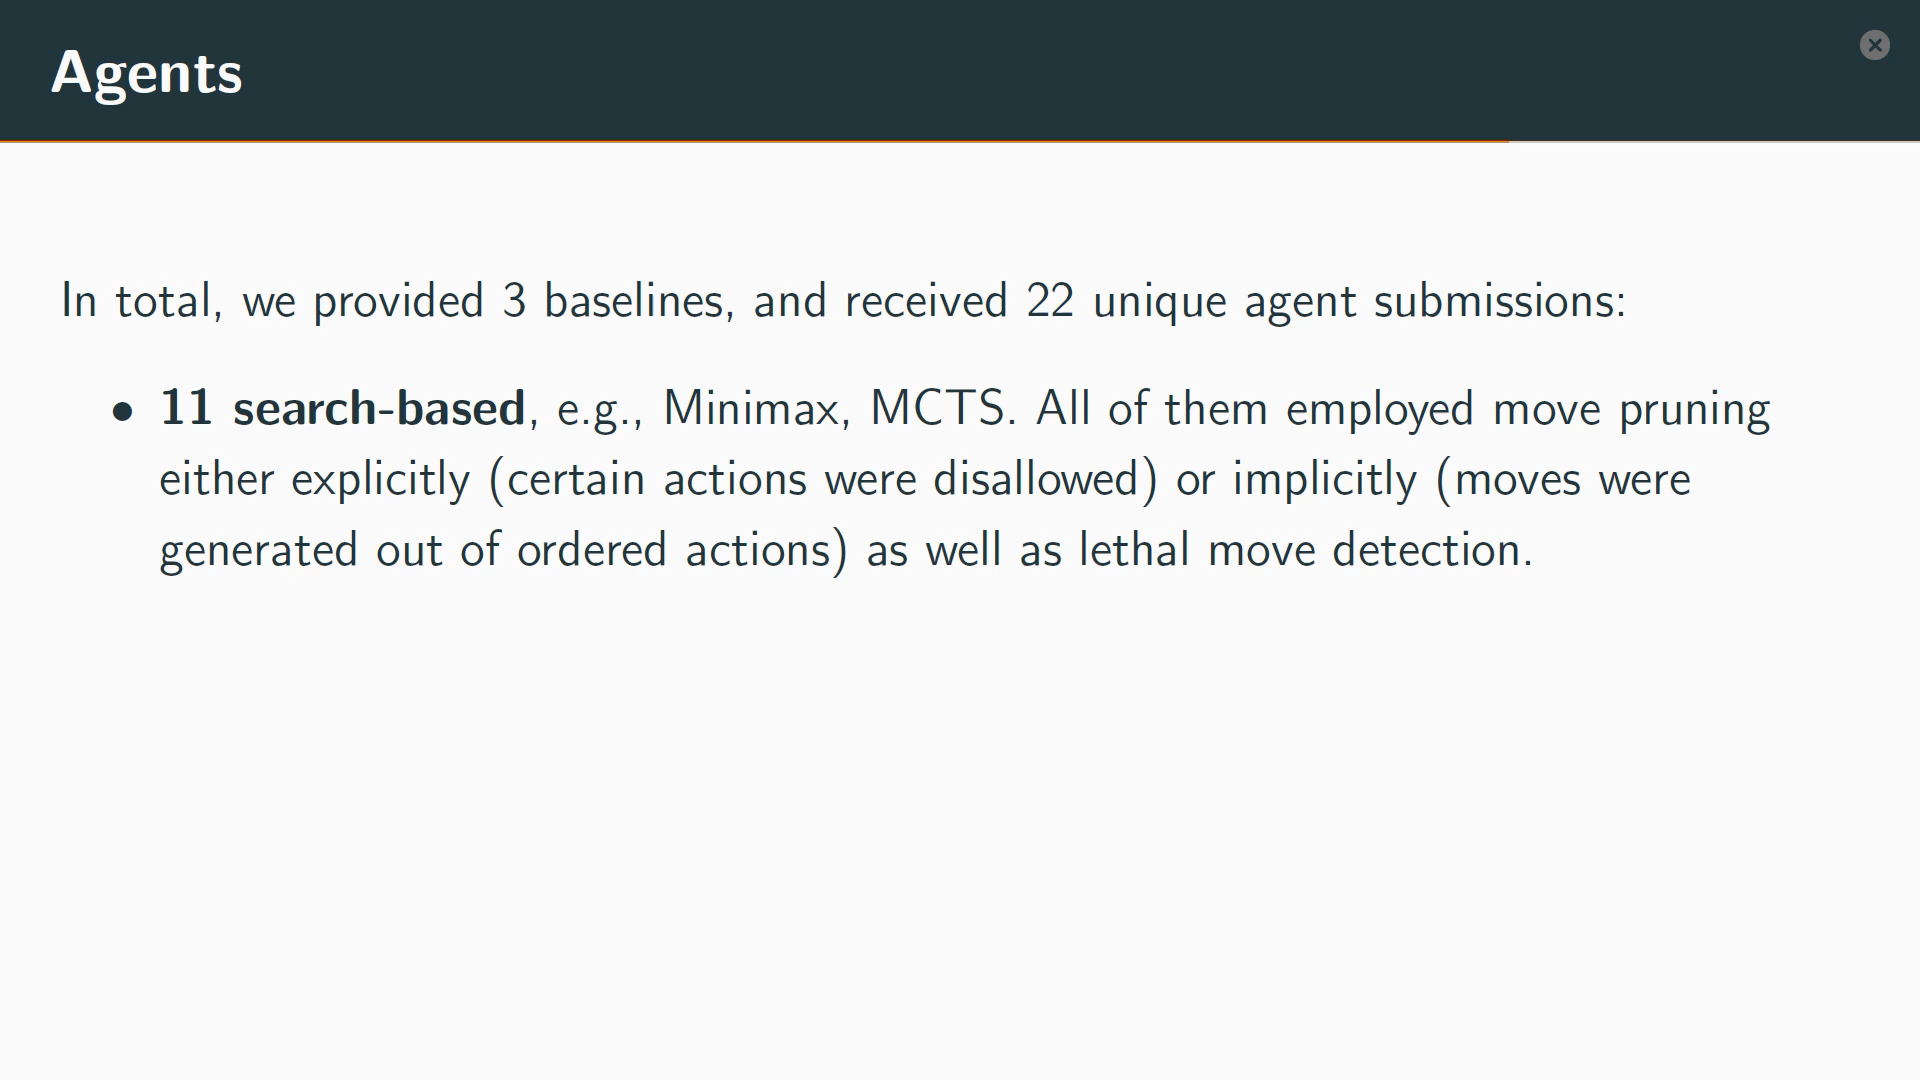 Agents
In total, we provided 3 baselines, and received 22 unique agent submissions:
• 11 search-based, e.g., Minimax, MCTS. All of them employed move pruning
either explicitly (certain actions were disallowed) or implicitly (moves were
generated out of ordered actions) as well as lethal move detection.